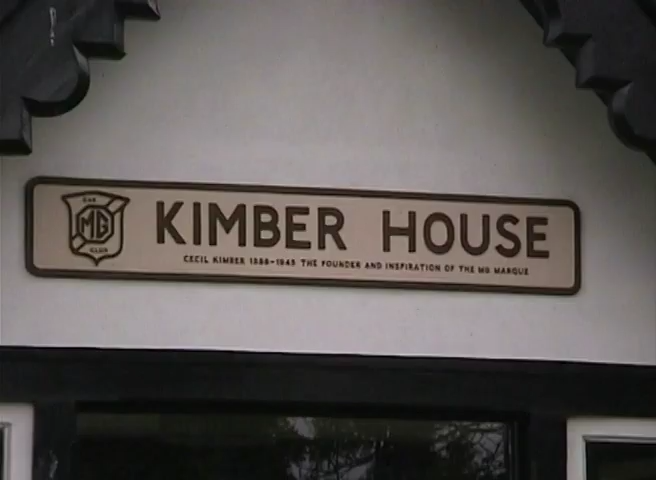 CAR
MG
CLUB
KIMBER HOUSE
CECIL KIMBER 1888-1945 THE FOUNDER AND INSPIRATION OF THE MG MARQUE